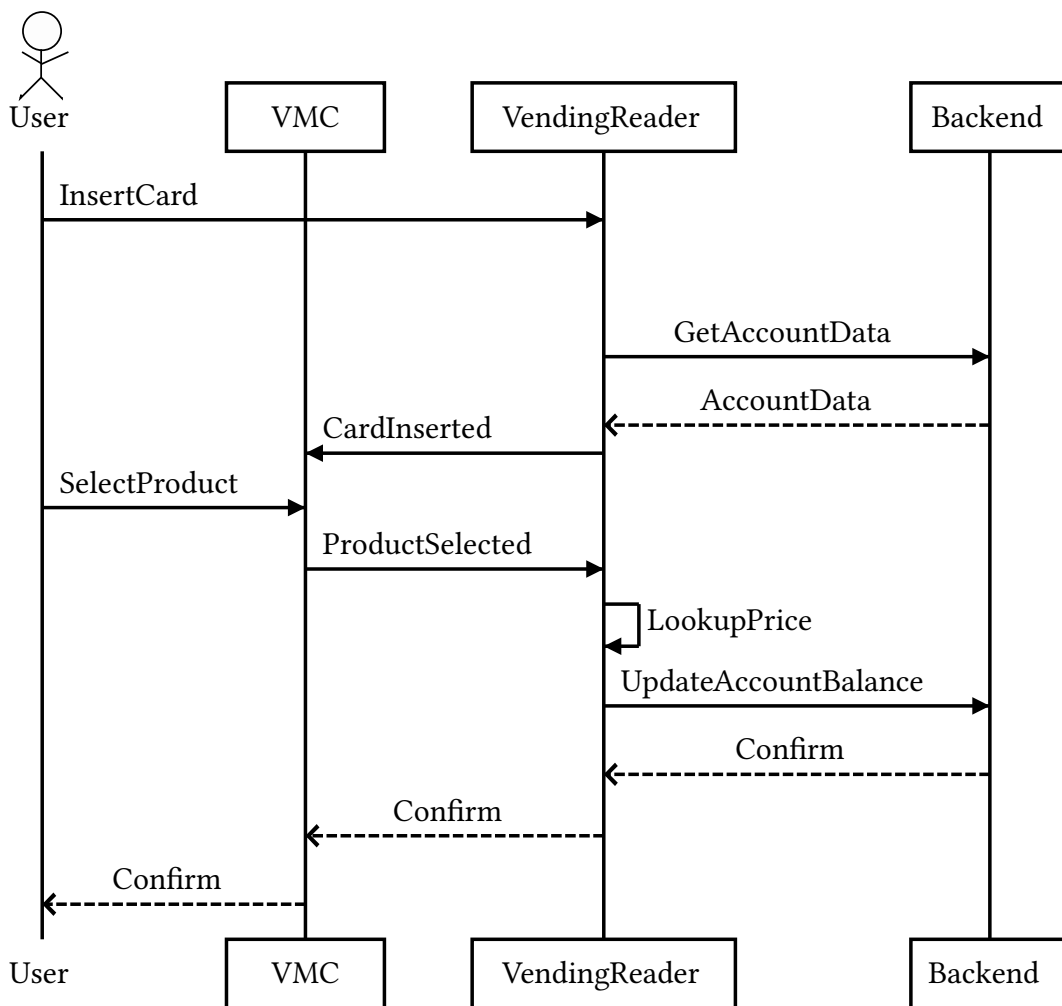 User
VMC
VendingReader
Backend
InsertCard
GetAccountData
AccountData
CardInserted
SelectProduct
ProductSelected
LookupPrice
UpdateAccountBalance
Confirm
Confirm
Confirm
User
VMC
VendingReader
Backend